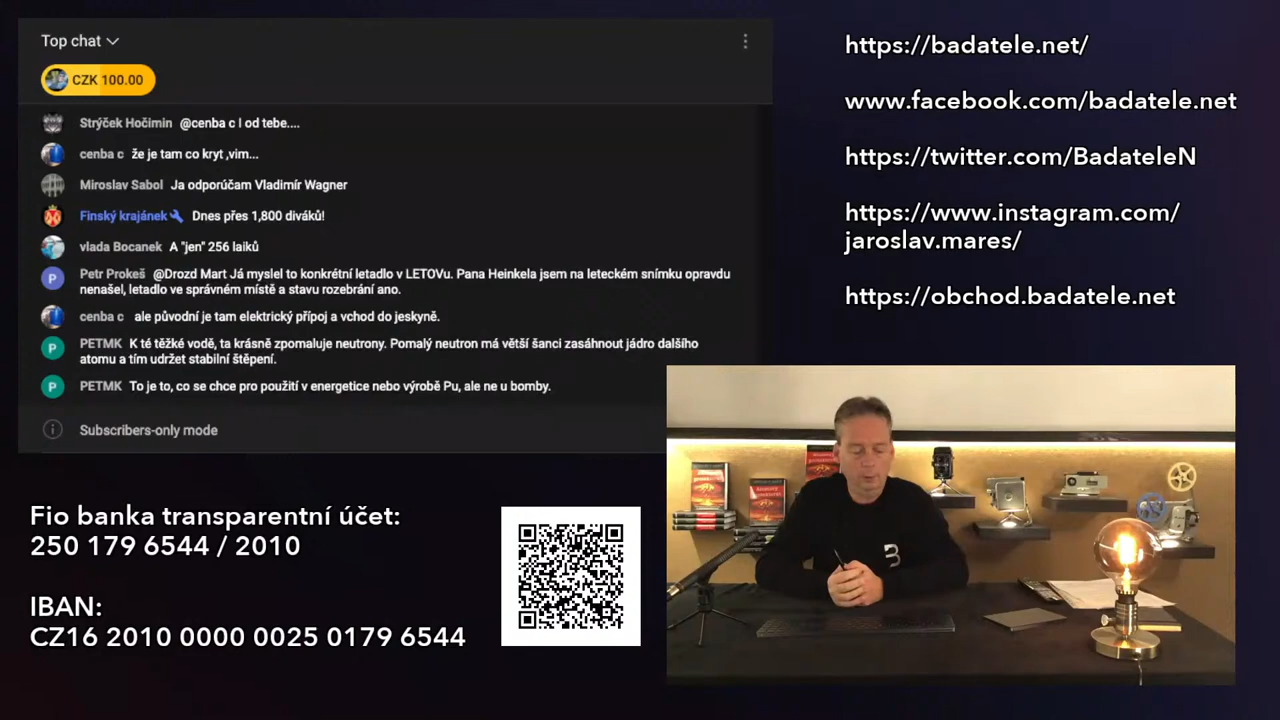 Top chat
CZK 100.00
Strýček Hočimin @cenba c I od tebe....
cenba c že je tam co kryt ,vim...
Miroslav Sabol Ja odporúčam Vladimír Wagner
Finský krajánek Dnes přes 1,800 diváků!
vlada Bocanek A "jen" 256 laiků
P
Petr Prokeš @Drozd Mart Já myslel to konkrétní letadlo v LETOVu. Pana Heinkela jsem na leteckém snímku opravdu
nenašel, letadlo ve správném místě a stavu rozebrání ano.
cenba c ale původní je tam elektrický přípoj a vchod do jeskyně.
P
PETMK K té těžké vodě, ta krásně zpomaluje neutrony. Pomalý neutron má větší šanci zasáhnout jádro dalšího
atomu a tím udržet stabilní štěpení.
P
PETMK To je to, co se chce pro použití v energetice nebo výrobě Pu, ale ne u bomby.
Subscribers-only mode
https://badatele.net/
www.facebook.com/badatele.net
https://twitter.com/BadateleN
https://www.instagram.com/
jaroslav.mares/
https://obchod.badatele.net
Fio banka transparentní účet:
250 179 6544 / 2010
IBAN:
CZ16 2010 0000 0025 0179 6544